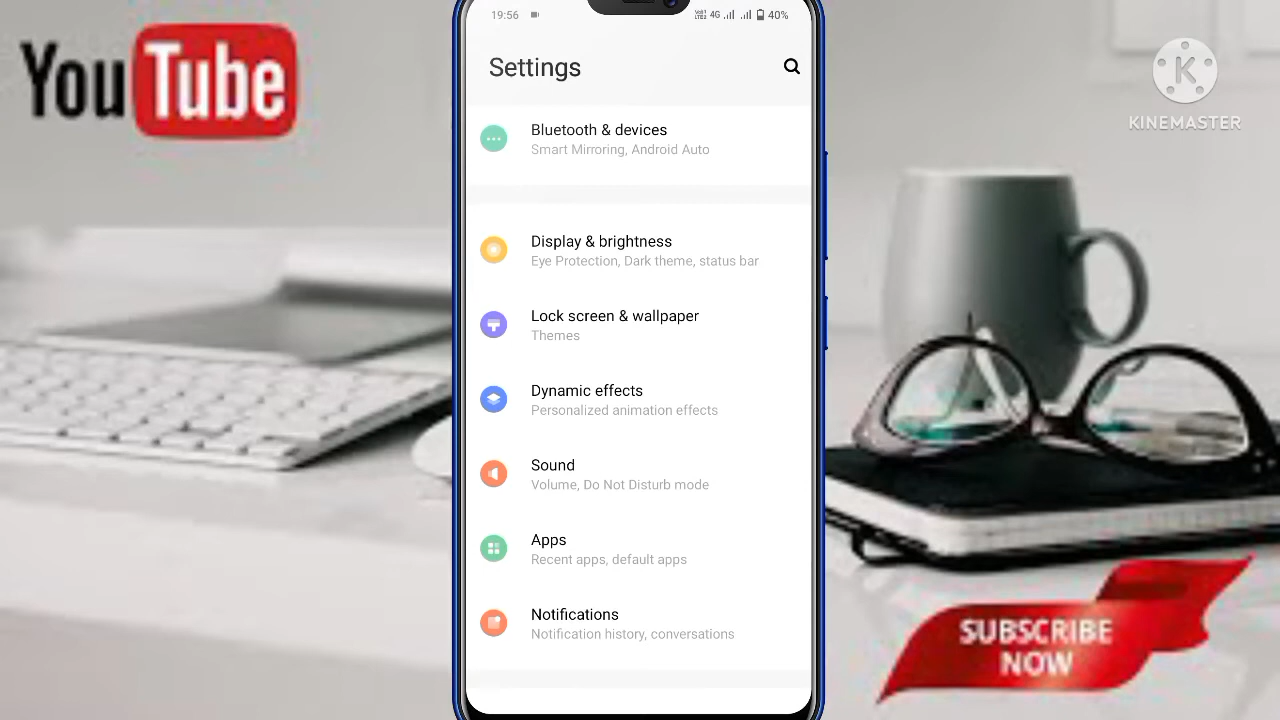 YouTube
19:56
4G
40%
Settings
KINEMASTER
Bluetooth & devices
Smart Mirroring, Android Auto
Display & brightness
Eye Protection, Dark theme, status bar
Lock screen & wallpaper
Themes
Dynamic effects
Personalized animation effects
Sound
Volume, Do Not Disturb mode
Apps
Recent apps, default apps
Notifications
Notification history, conversations
SUBSCRIBE
NOW